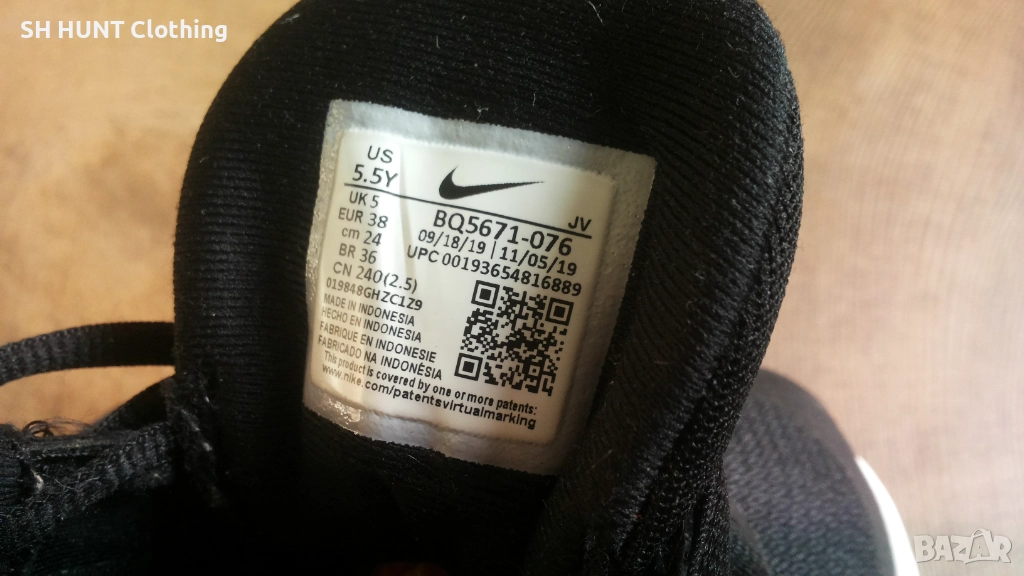 SH HUNT Clothing
US
5.5Y
UK 5
EUR 38
cm 24
BR 36
CN 240(2.5)
019848GHZC1Z9
MADE IN INDONESIA
HECHO EN INDONESIA
FABRIQUE EN INDONESIE
FABRICADO NA INDONÉSIA
This product is covered by one or more patents:
www.nike.com/patentsvirtualmarking
JV
BQ5671-076
09/18/19 | 11/05/19
UPC 00193654816889
BAZAR